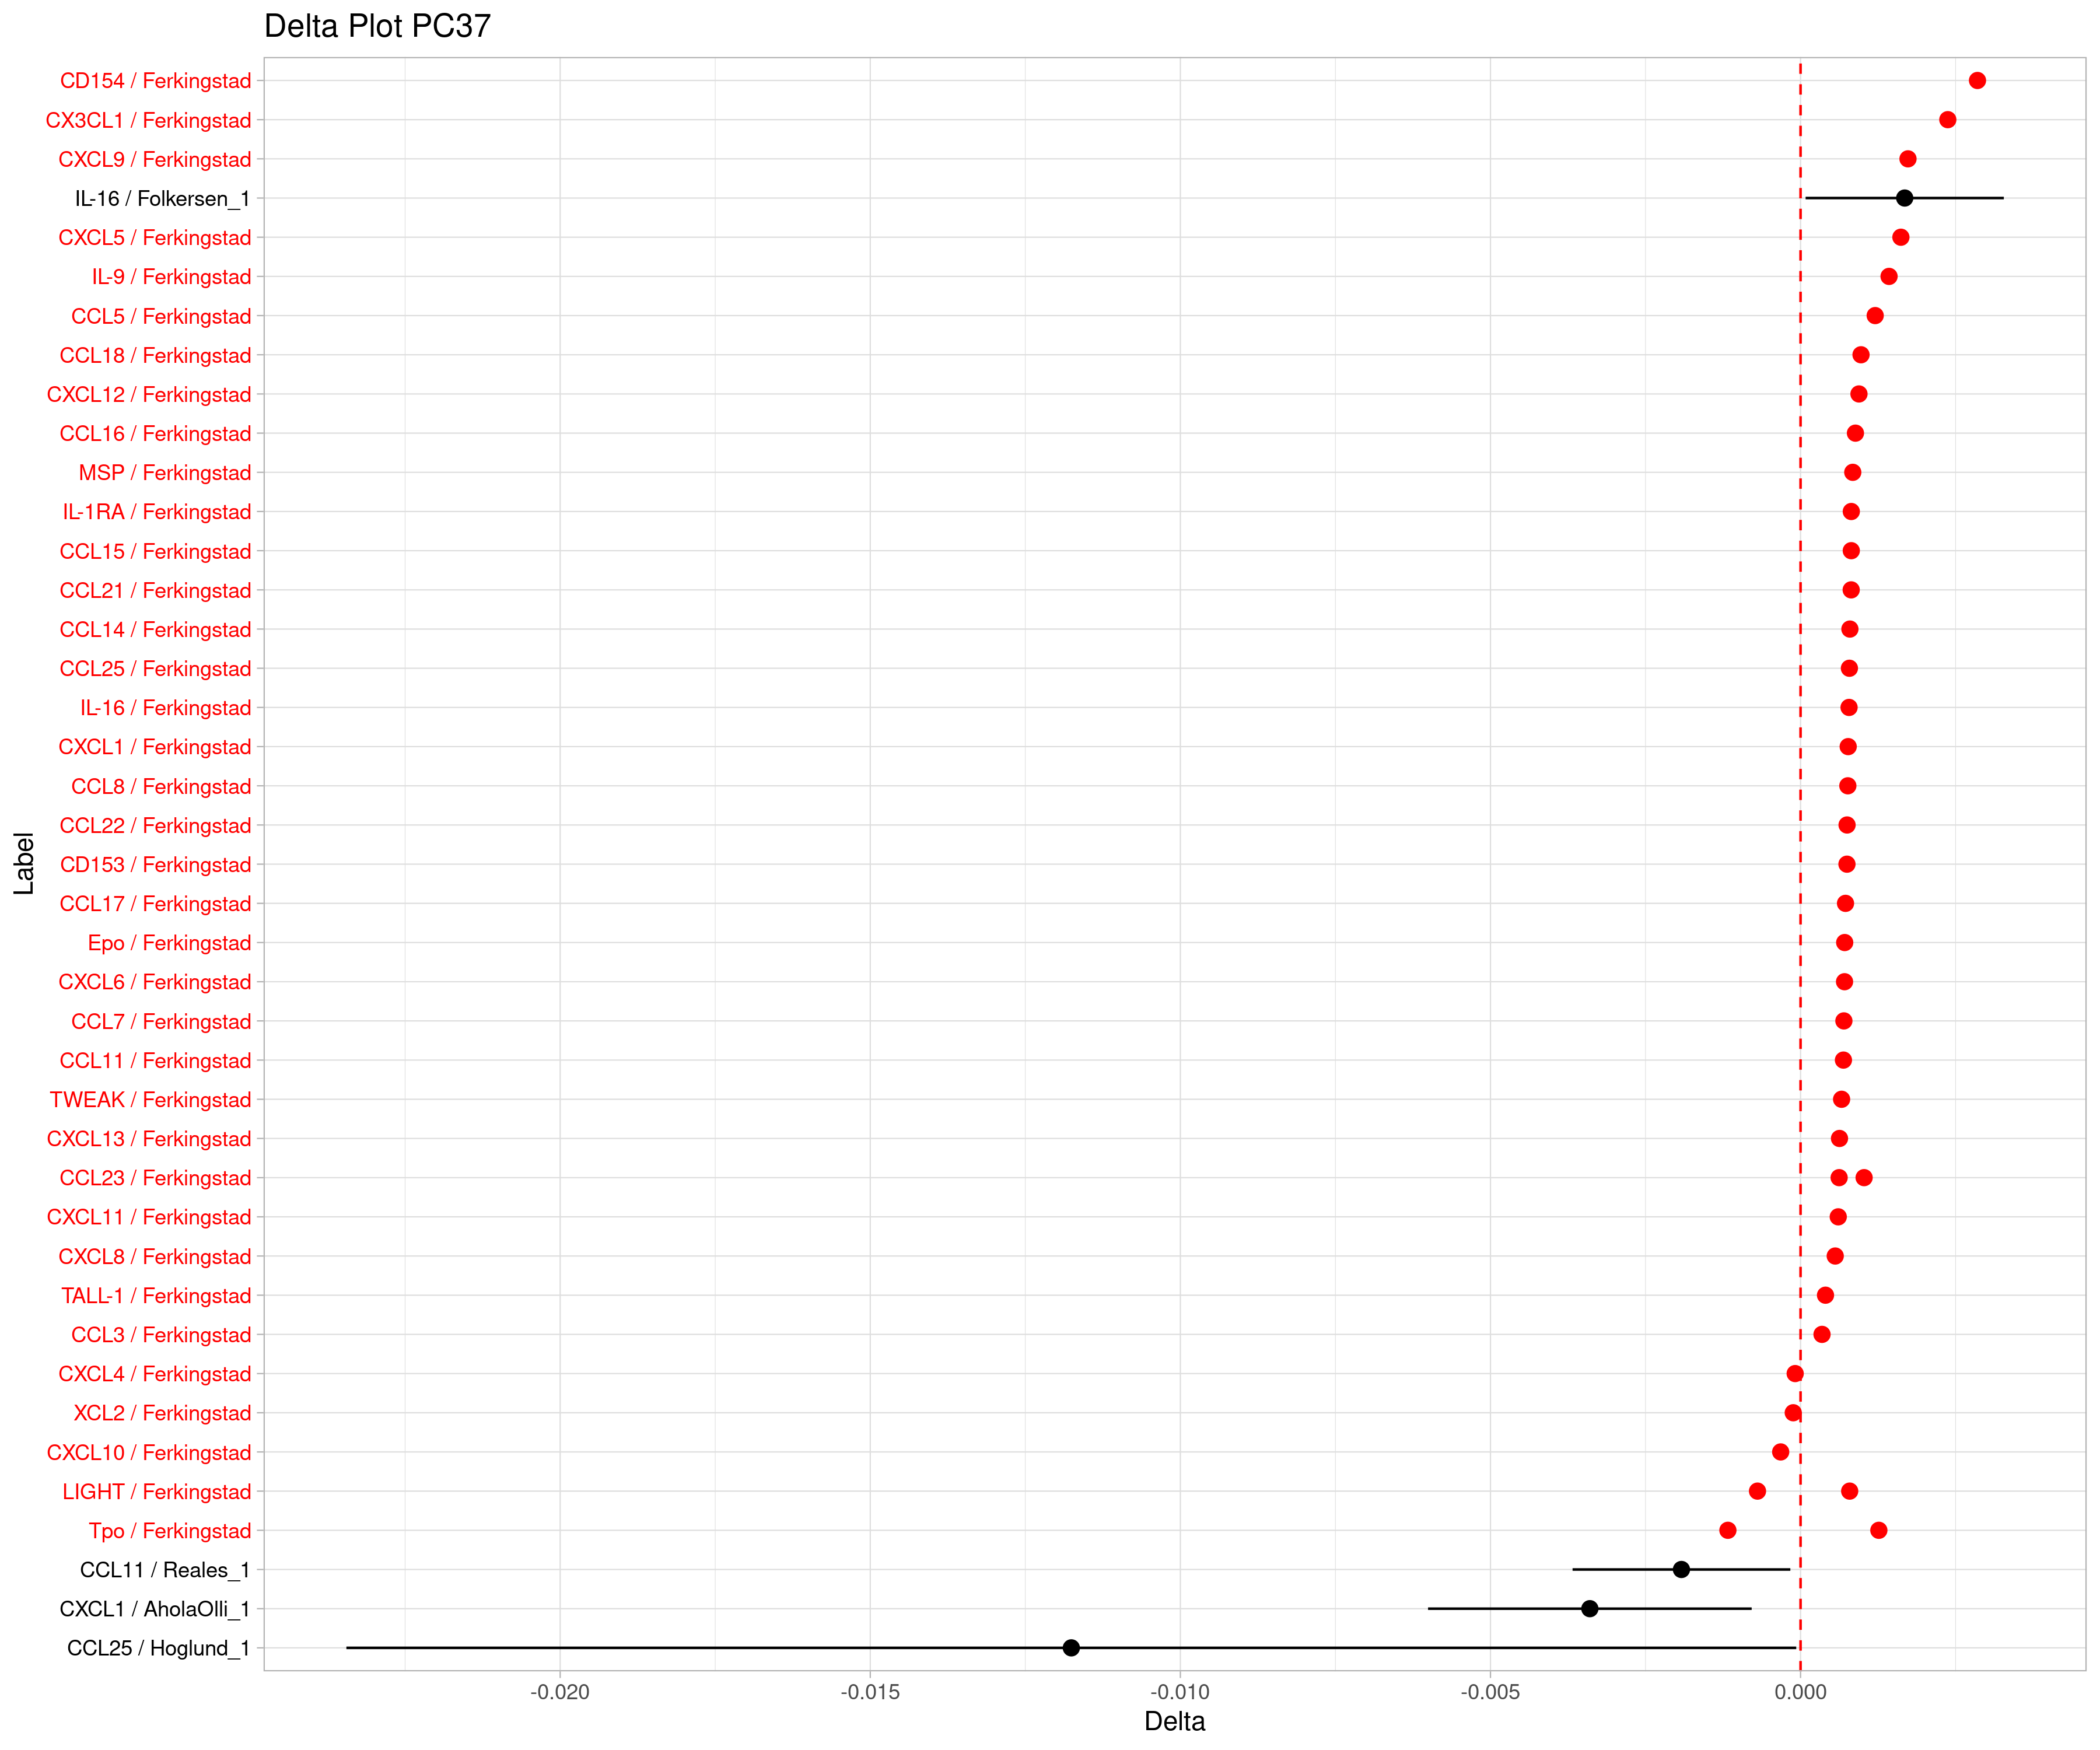 Delta Plot PC37
CD154 / Ferkingstad
CX3CL1 / Ferkingstad
CXCL9 / Ferkingstad
IL-16 / Folkersen_1
CXCL5 / Ferkingstad
IL-9 / Ferkingstad
CCL5 / Ferkingstad
CCL18 / Ferkingstad
CXCL12 / Ferkingstad
CCL16 / Ferkingstad
MSP / Ferkingstad
IL-1RA / Ferkingstad
CCL15 / Ferkingstad
CCL21 / Ferkingstad
CCL14 / Ferkingstad
CCL25 / Ferkingstad
IL-16 / Ferkingstad
CXCL1 / Ferkingstad
CCL8 / Ferkingstad
CCL22 / Ferkingstad
CD153 / Ferkingstad
CCL17 / Ferkingstad
Epo / Ferkingstad
CXCL6 / Ferkingstad
CCL7 / Ferkingstad
CCL11 / Ferkingstad
TWEAK / Ferkingstad
CXCL13 / Ferkingstad
CCL23 / Ferkingstad
CXCL11 / Ferkingstad
CXCL8 / Ferkingstad
TALL-1 / Ferkingstad
CCL3 / Ferkingstad
CXCL4 / Ferkingstad
XCL2 / Ferkingstad
CXCL10 / Ferkingstad
LIGHT / Ferkingstad
Tpo / Ferkingstad
CCL11 / Reales_1
CXCL1 / AholaOlli_1
CCL25 / Hoglund_1
Label
-0.020 -0.015 -0.010 -0.005 0.000
Delta